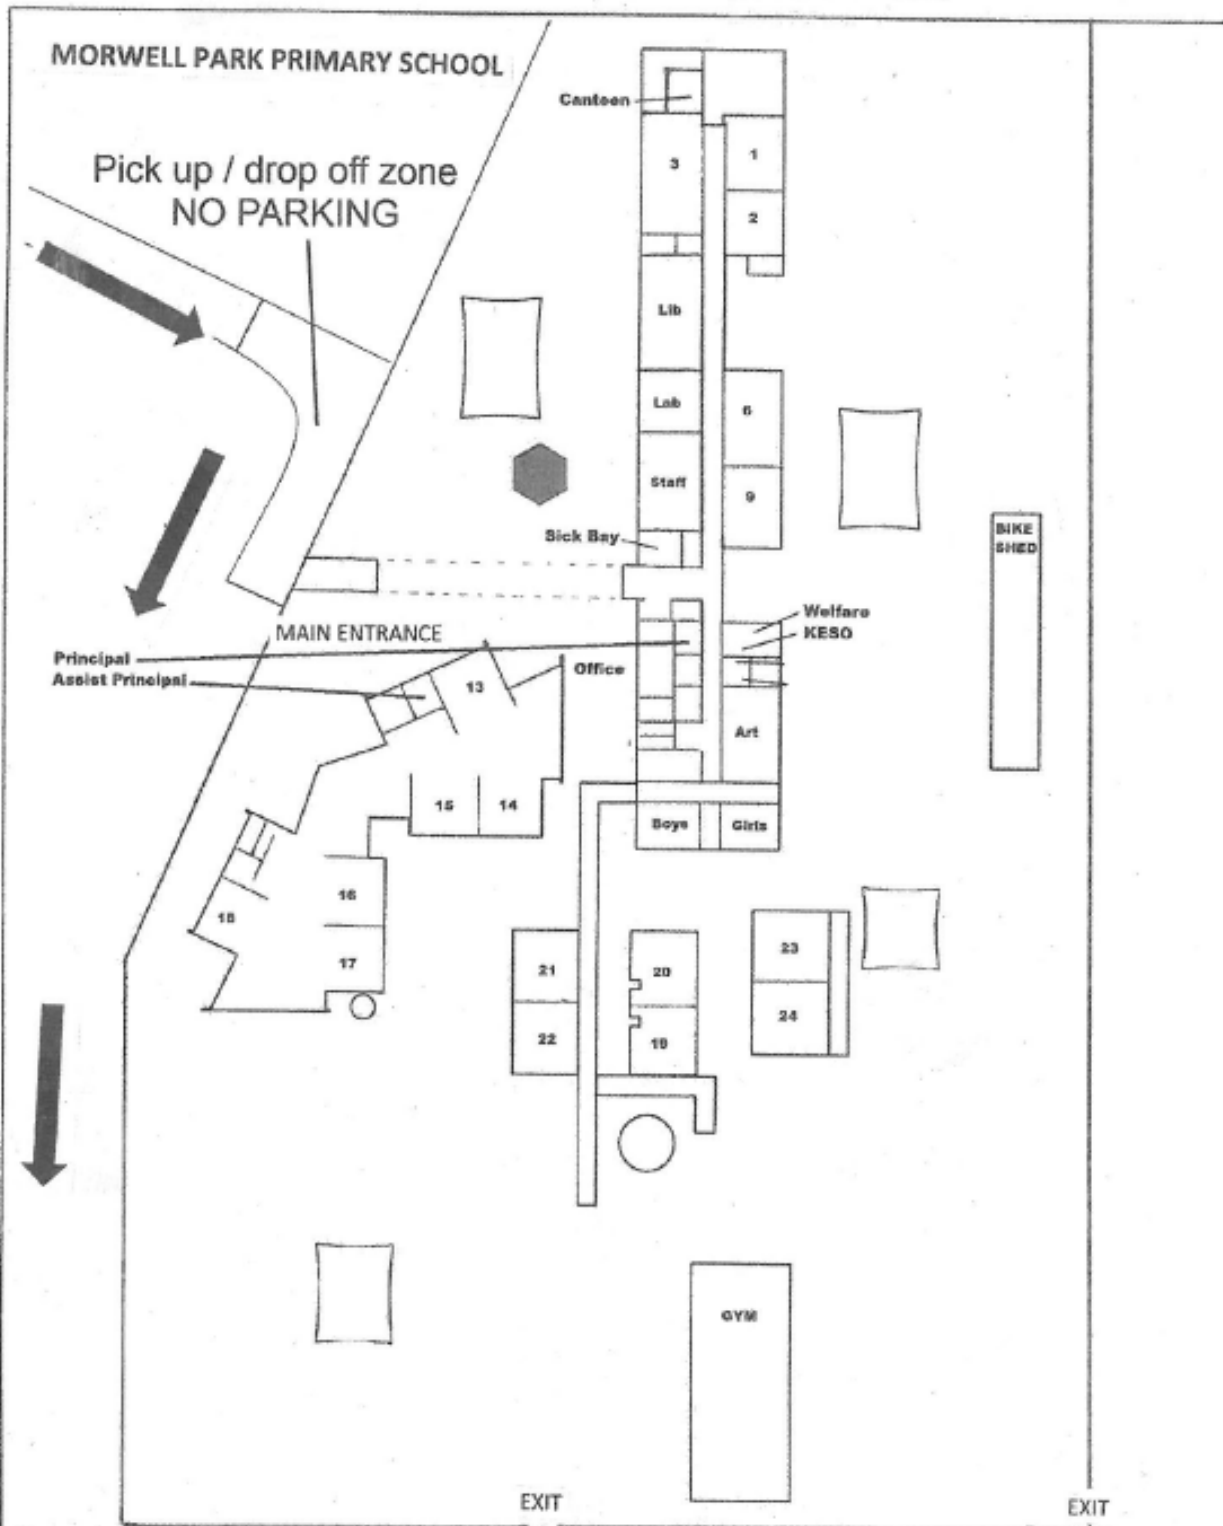 MORWELL PARK PRIMARY SCHOOL
Pick up / drop off zone
NO PARKING
Canteen
3
1
2
Lib
Lab
6
Staff
9
Sick Bay
BIKE
SHED
Welfare
KESO
MAIN ENTRANCE
Principal
Assist Principal
Office
13
Art
15
14
Boys
Girls
16
18
17
21
20
23
22
19
24
GYM
EXIT
EXIT